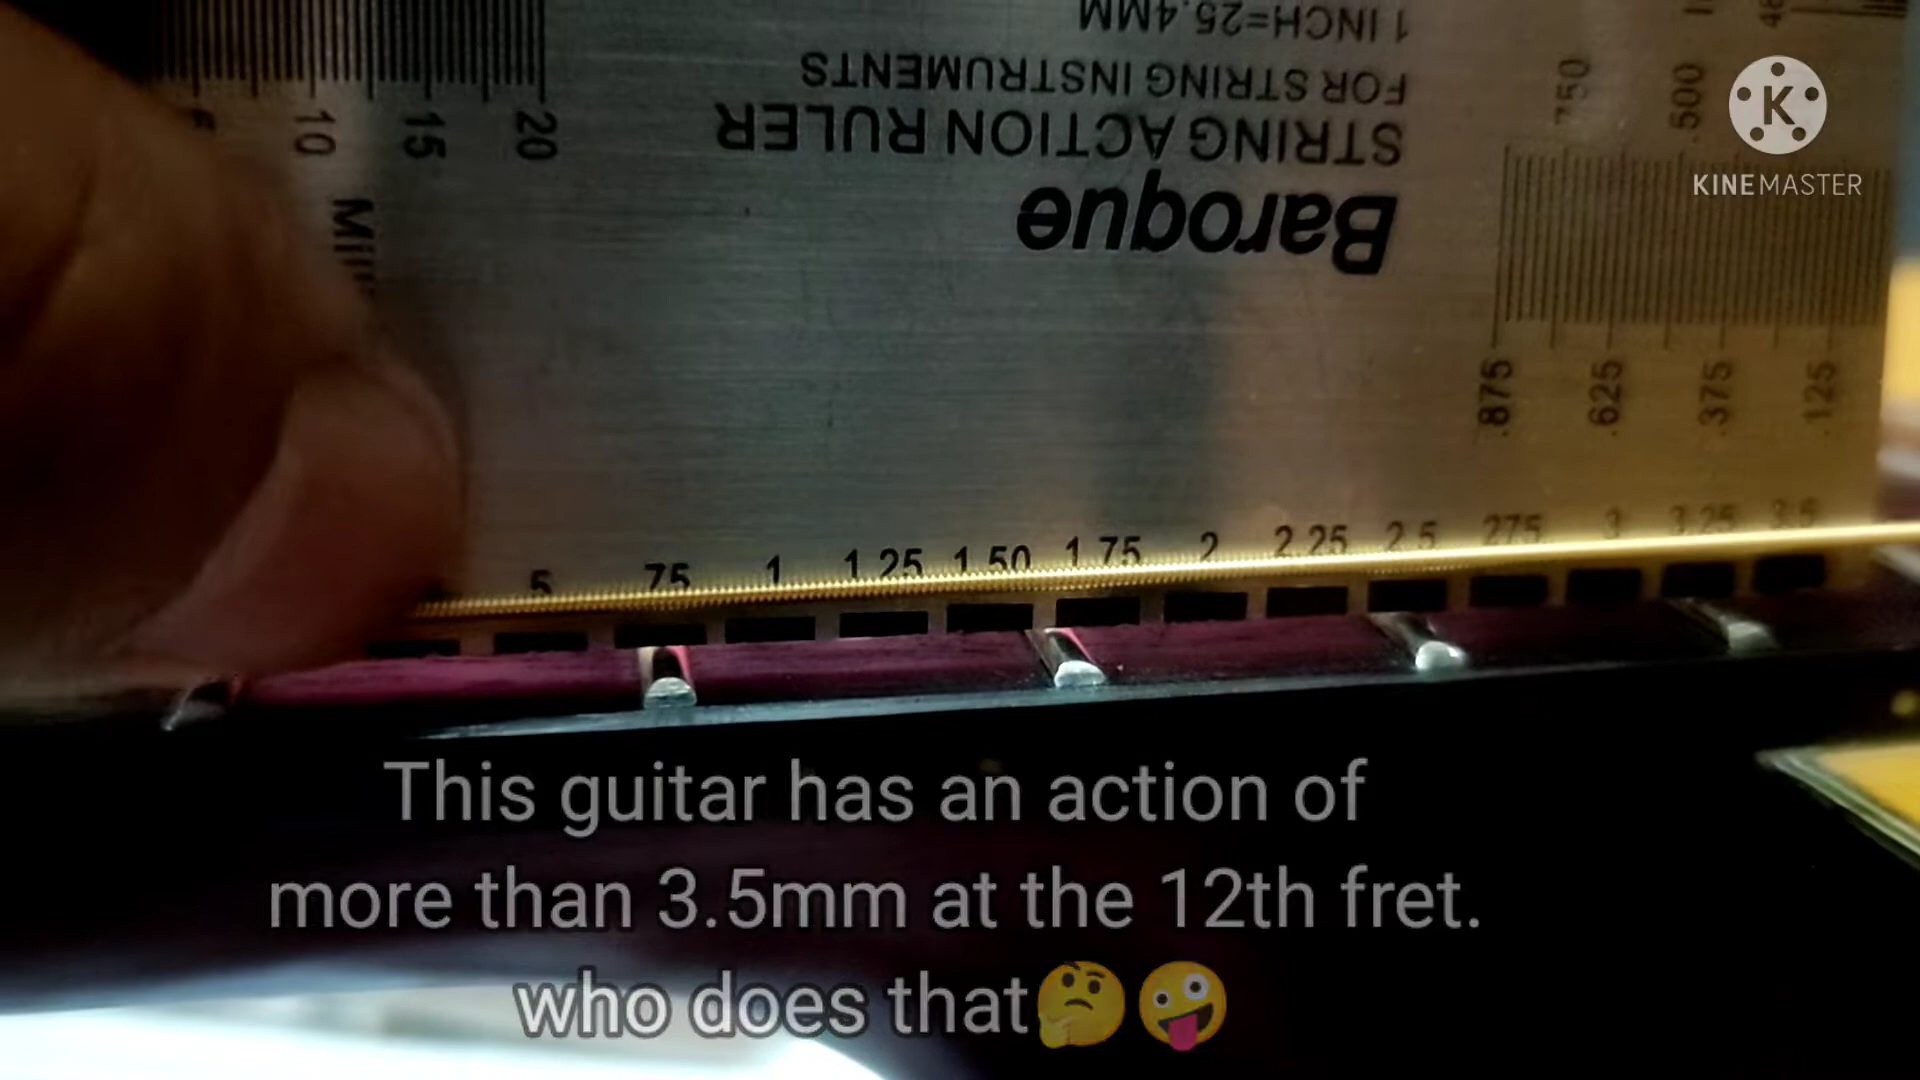 1 INCH=25.4MM
FOR STRING INSTRUMENTS
STRING ACTION RULER
Baroque
10 15 20
750 .500
KINEMASTER
.875 .625 .375 .125
5 75 1 1.25 1.50 1.75 2 2.25 2.5 275 3 3.25 3.5
This guitar has an action of
more than 3.5mm at the 12th fret.
who does that🤔🤪